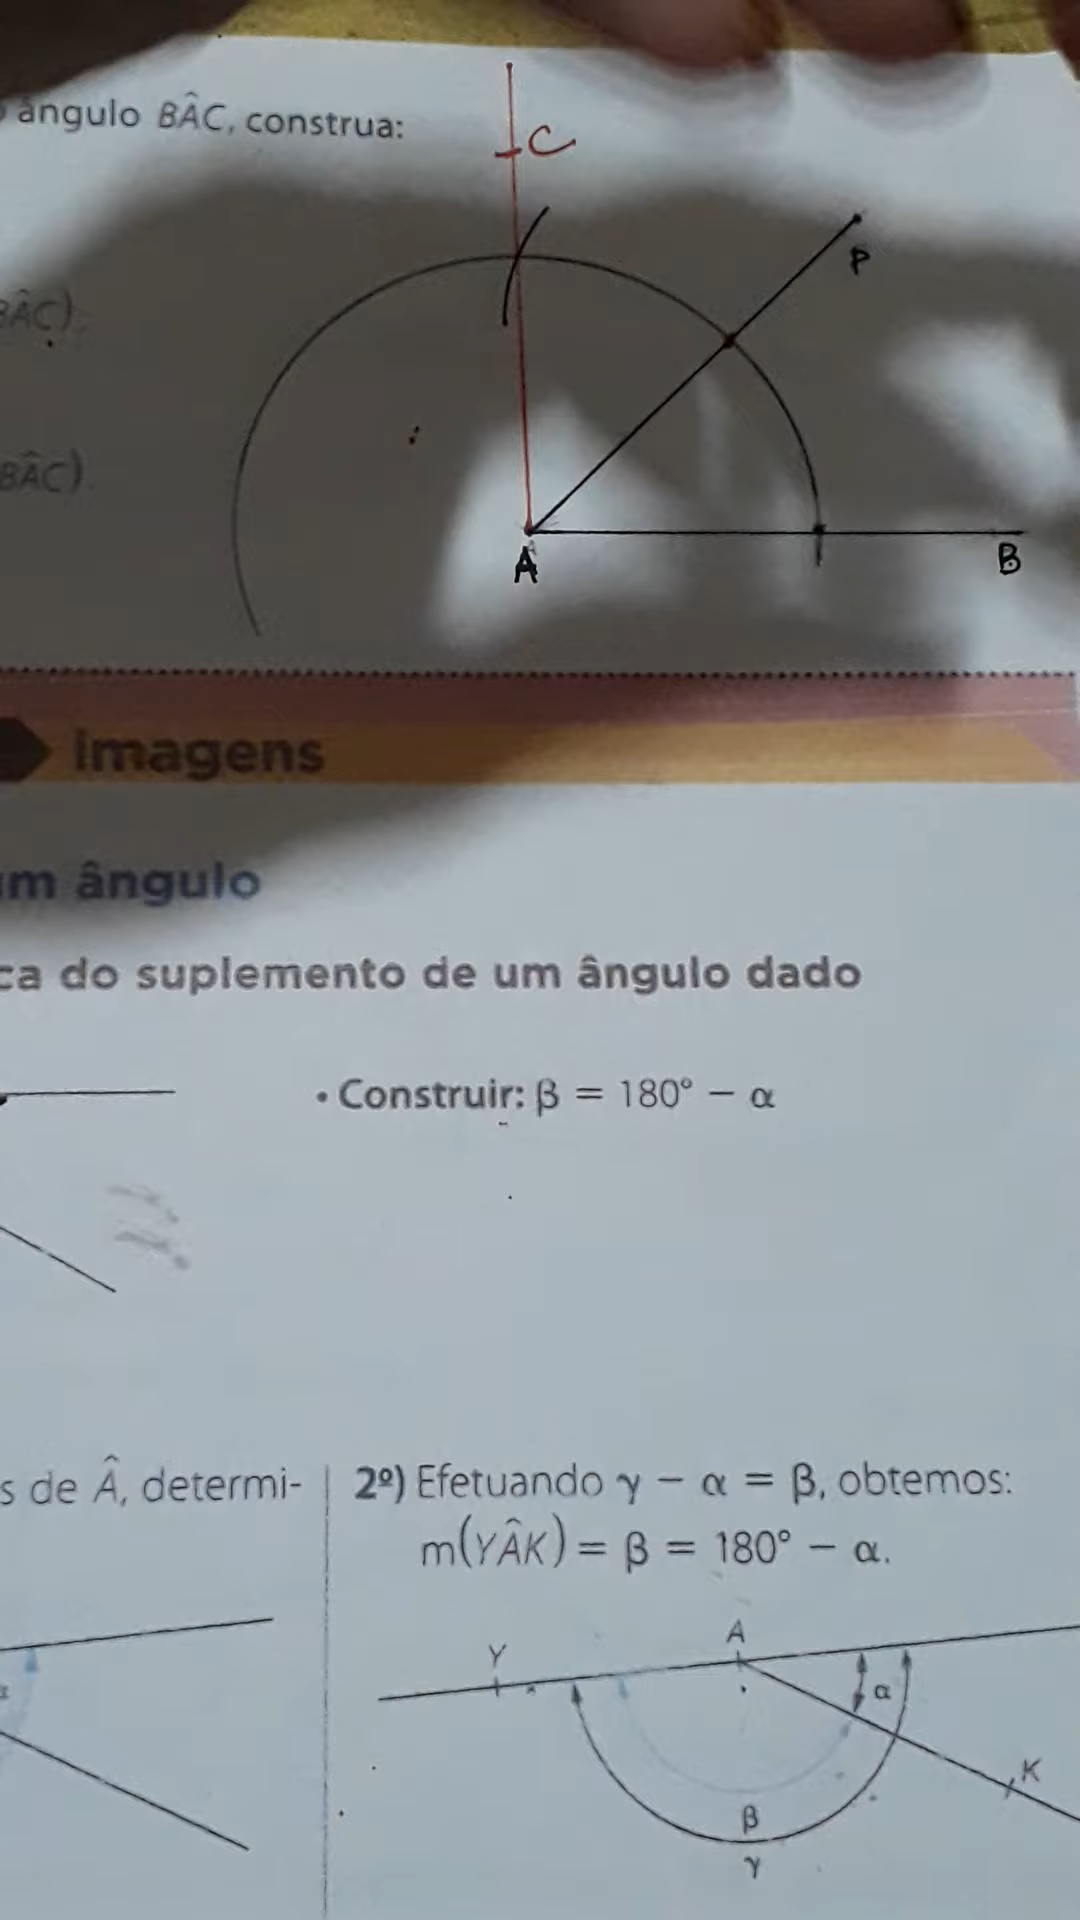 ângulo BÂC, construa:
C
P
BÂC).
BÂC).
A
B
Imagens
um ângulo
do suplemento de um ângulo dado
• Construir: β = 180° – α
s de Â, determi-
2º) Efetuando γ – α = β, obtemos:
m(YÂK) = β = 180° – α.
Y
A
α
K
β
γ